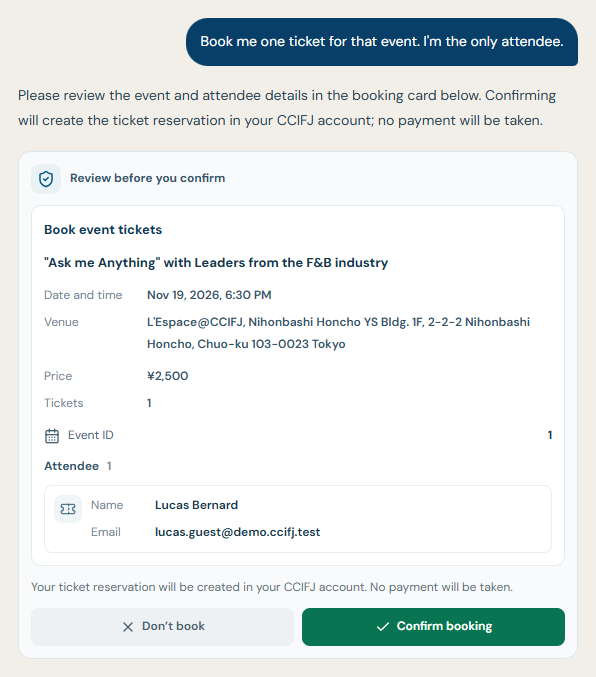 Book me one ticket for that event. I'm the only attendee.
Please review the event and attendee details in the booking card below. Confirming
will create the ticket reservation in your CCIFJ account; no payment will be taken.
Review before you confirm
Book event tickets
"Ask me Anything" with Leaders from the F&B industry
Date and time Nov 19, 2026, 6:30 PM
Venue L'Espace@CCIFJ, Nihonbashi Honcho YS Bldg. 1F, 2-2-2 Nihonbashi
Honcho, Chuo-ku 103-0023 Tokyo
Price ¥2,500
Tickets 1
Event ID 1
Attendee 1
Name Lucas Bernard
Email lucas.guest@demo.ccifj.test
Your ticket reservation will be created in your CCIFJ account. No payment will be taken.
Don't book Confirm booking